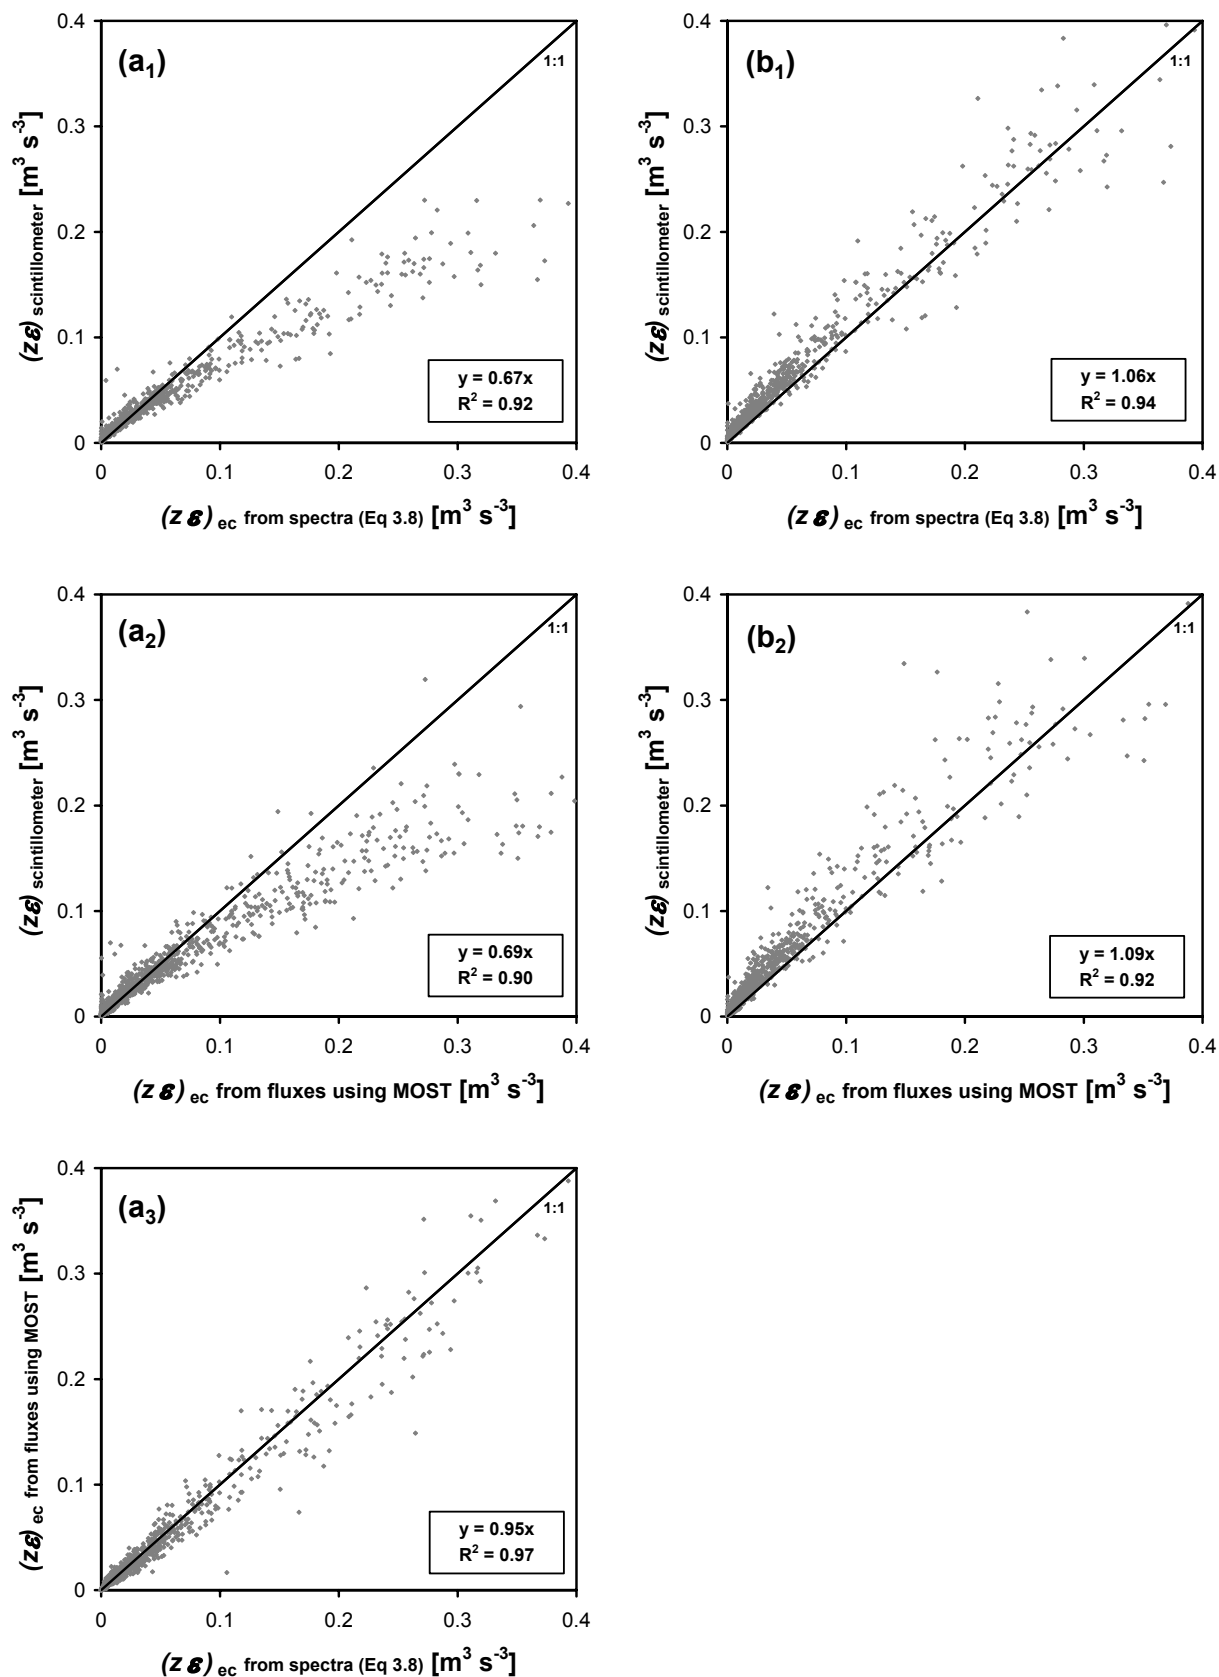 (a1)
1:1
0.4
0.3
0.2
0.1
0
(zε) scintillometer [m3 s-3]
y = 0.67x
R2 = 0.92
0 0.1 0.2 0.3 0.4
(z ε) ec from spectra (Eq 3.8) [m3 s-3]
(b1)
1:1
0.4
0.3
0.2
0.1
0
(zε) scintillometer [m3 s-3]
y = 1.06x
R2 = 0.94
0 0.1 0.2 0.3 0.4
(z ε) ec from spectra (Eq 3.8) [m3 s-3]
(a2)
1:1
0.4
0.3
0.2
0.1
0
(zε) scintillometer [m3 s-3]
y = 0.69x
R2 = 0.90
0 0.1 0.2 0.3 0.4
(z ε) ec from fluxes using MOST [m3 s-3]
(b2)
1:1
0.4
0.3
0.2
0.1
0
(zε) scintillometer [m3 s-3]
y = 1.09x
R2 = 0.92
0 0.1 0.2 0.3 0.4
(z ε) ec from fluxes using MOST [m3 s-3]
(a3)
1:1
0.4
0.3
0.2
0.1
0
(zε) ec from fluxes using MOST [m3 s-3]
y = 0.95x
R2 = 0.97
0 0.1 0.2 0.3 0.4
(z ε) ec from spectra (Eq 3.8) [m3 s-3]